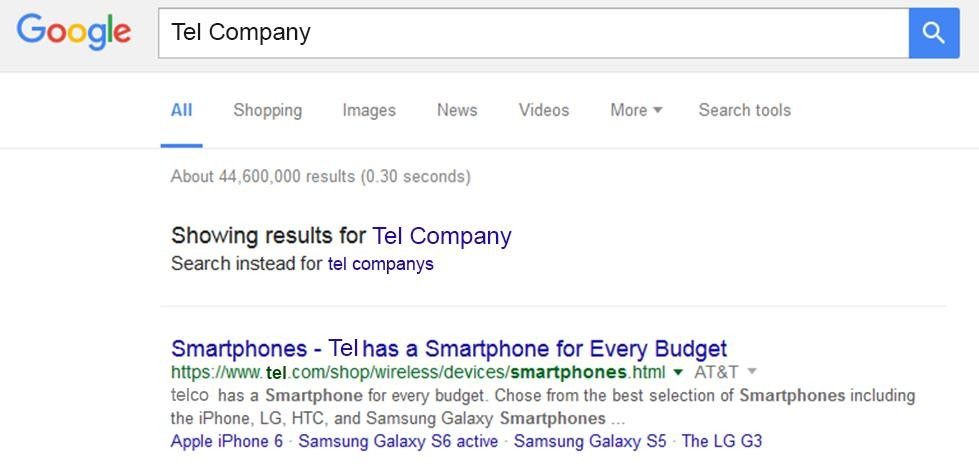 Google Tel Company
All Shopping Images News Videos More Search tools
About 44,600,000 results (0.30 seconds)
Showing results for Tel Company
Search instead for tel companys
Smartphones - Tel has a Smartphone for Every Budget
https://www.tel.com/shop/wireless/devices/smartphones.html AT&T
telco has a Smartphone for every budget. Chose from the best selection of Smartphones including
the iPhone, LG, HTC, and Samsung Galaxy Smartphones ...
Apple iPhone 6 · Samsung Galaxy S6 active · Samsung Galaxy S5 · The LG G3